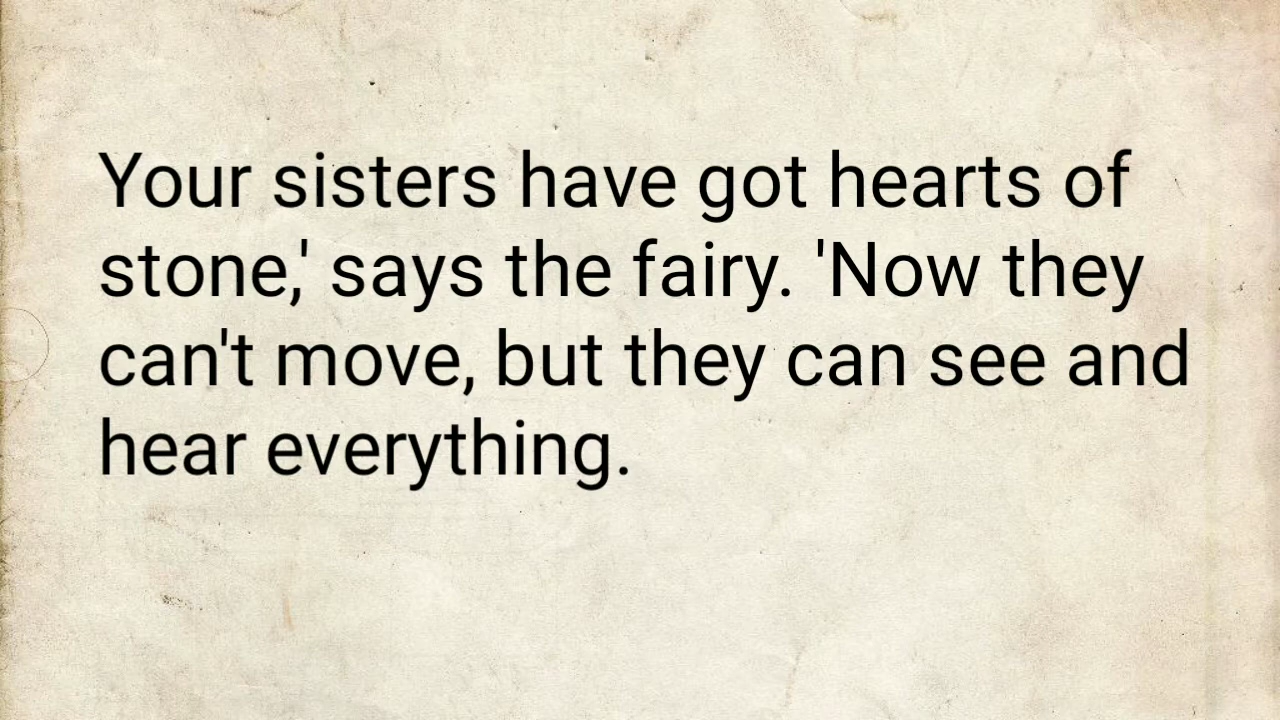 Your sisters have got hearts of
stone,' says the fairy. 'Now they
can't move, but they can see and
hear everything.